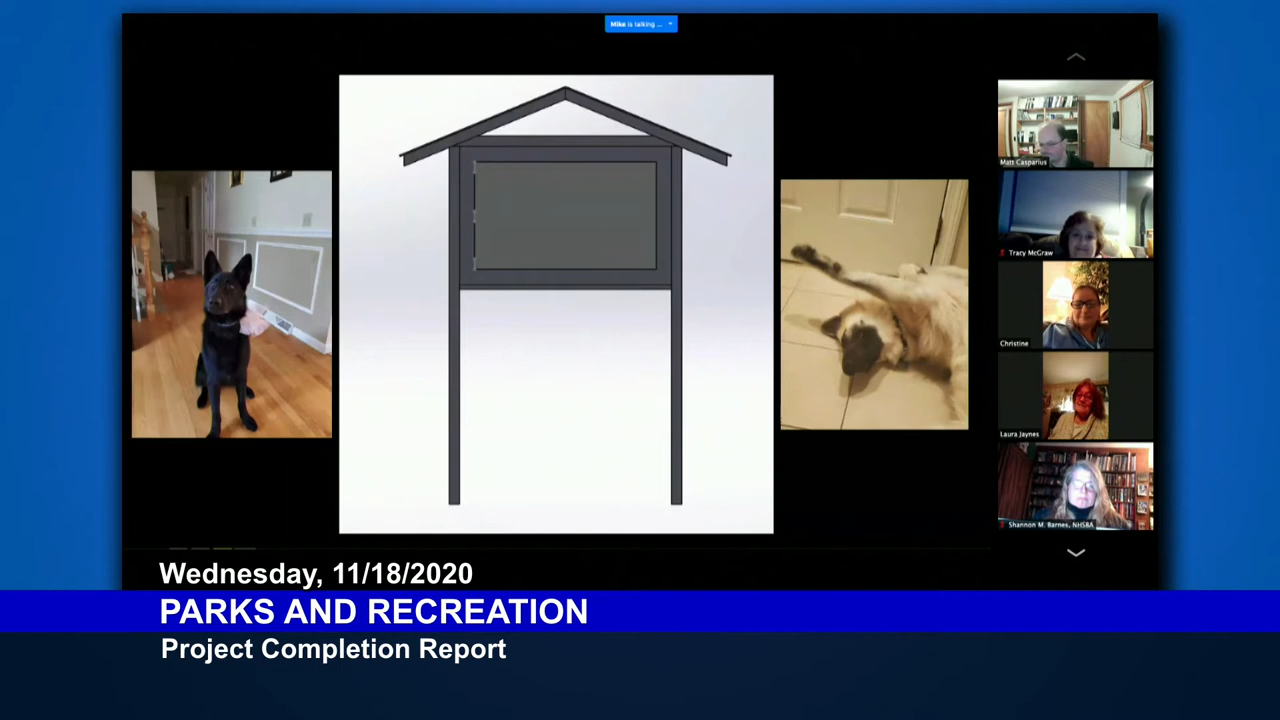 Mike is talking ...
Matt Casparius
Tracy McGraw
Christine
Laura Jaynes
Shannon M. Barnes, NHSBA
Wednesday, 11/18/2020
PARKS AND RECREATION
Project Completion Report